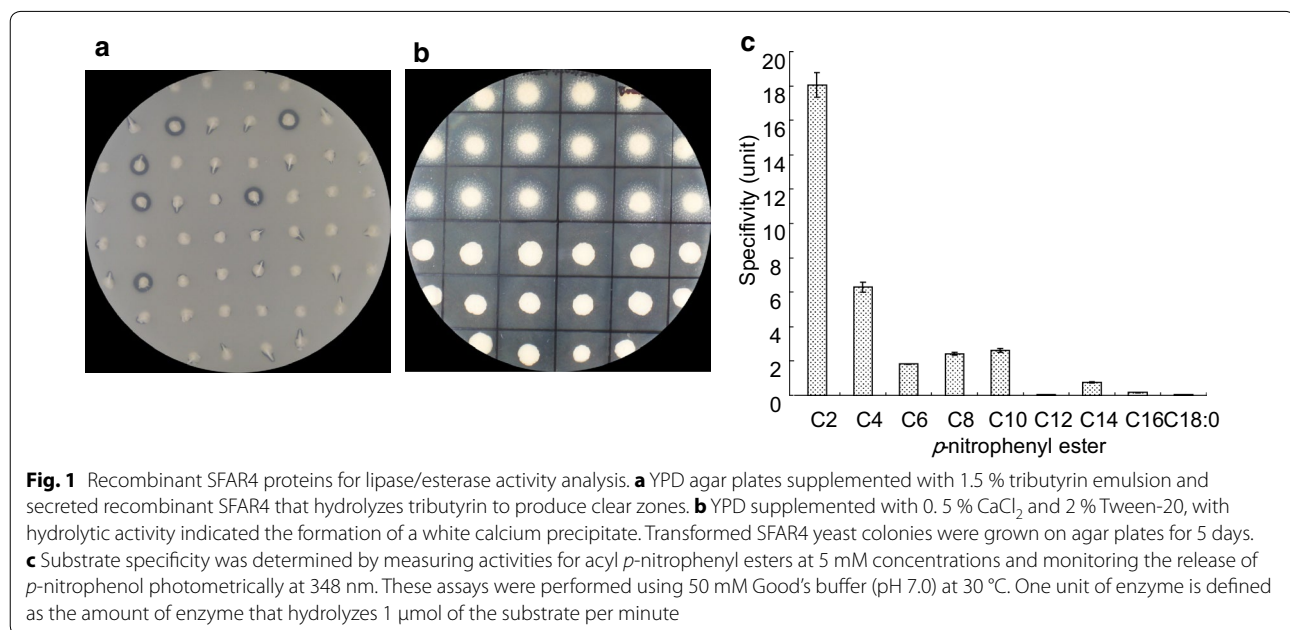 a
b
c
20
18
16
14
12
10
8
6
4
2
0
Specifivity (unit)
C2 C4 C6 C8 C10 C12 C14 C16C18:0
p-nitrophenyl ester
Fig. 1 Recombinant SFAR4 proteins for lipase/esterase activity analysis. a YPD agar plates supplemented with 1.5 % tributyrin emulsion and
secreted recombinant SFAR4 that hydrolyzes tributyrin to produce clear zones. b YPD supplemented with 0. 5 % CaCl2 and 2 % Tween-20, with
hydrolytic activity indicated the formation of a white calcium precipitate. Transformed SFAR4 yeast colonies were grown on agar plates for 5 days.
c Substrate specificity was determined by measuring activities for acyl p-nitrophenyl esters at 5 mM concentrations and monitoring the release of
p-nitrophenol photometrically at 348 nm. These assays were performed using 50 mM Good's buffer (pH 7.0) at 30 °C. One unit of enzyme is defined
as the amount of enzyme that hydrolyzes 1 μmol of the substrate per minute